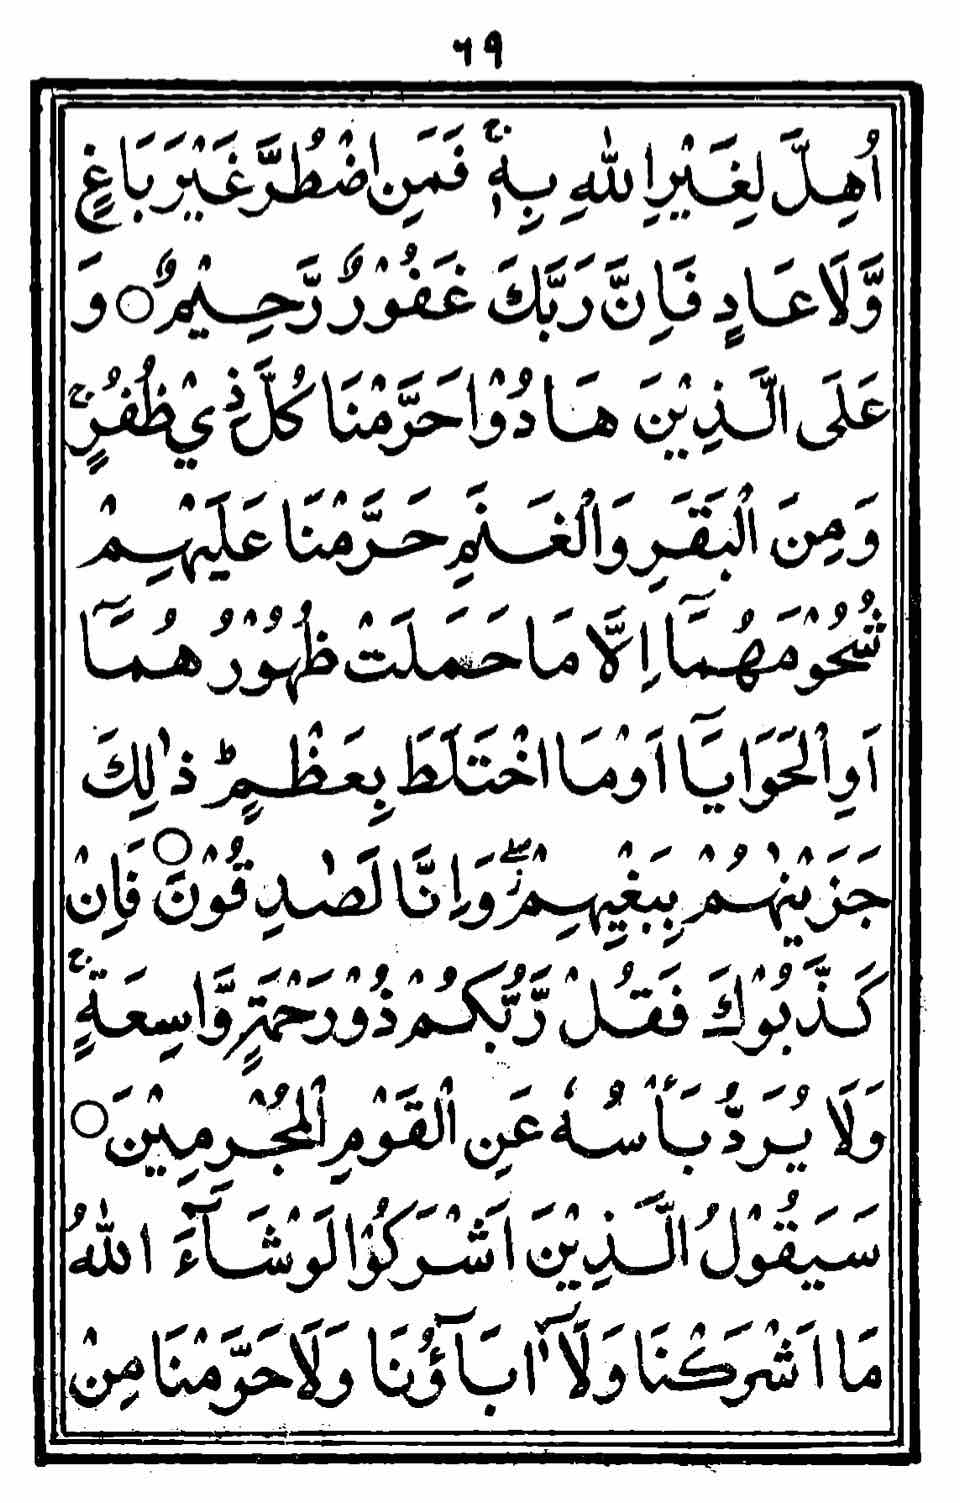 ٦٩
اُهِلَّ لِغَيْرِ اللّٰهِ بِهٖ ۚ فَمَنِ اضْطُرَّ غَيْرَ بَاغٍ
وَّلَا عَادٍ فَاِنَّ رَبَّكَ غَفُوْرٌ رَّحِيْمٌ ○ وَ
عَلَى الَّذِيْنَ هَادُوْا حَرَّمْنَا كُلَّ ذِيْ ظُفُرٍ ۚ
وَمِنَ الْبَقَرِ وَالْغَنَمِ حَرَّمْنَا عَلَيْهِمْ
شُحُوْمَهُمَآ اِلَّا مَا حَمَلَتْ ظُهُوْرُهُمَآ
اَوِ الْحَوَايَآ اَوْمَا اخْتَلَطَ بِعَظْمٍ ؕ ذٰلِكَ
جَزَيْنٰهُمْ بِبَغْيِهِمْ ۖز وَاِنَّا لَصٰدِقُوْنَ ○ فَاِنْ
كَذَّبُوْكَ فَقُلْ رَّبُّكُمْ ذُوْرَحْمَةٍ وَّاسِعَةٍ ۚ
وَلَا يُرَدُّ بَاْسُهٗ عَنِ الْقَوْمِ الْمُجْرِمِيْنَ ○
سَيَقُوْلُ الَّذِيْنَ اَشْرَكُوْا لَوْشَآءَ اللّٰهُ
مَا اَشْرَكْنَا وَلَآ اٰبَآؤُنَا وَلَا حَرَّمْنَا مِنْ